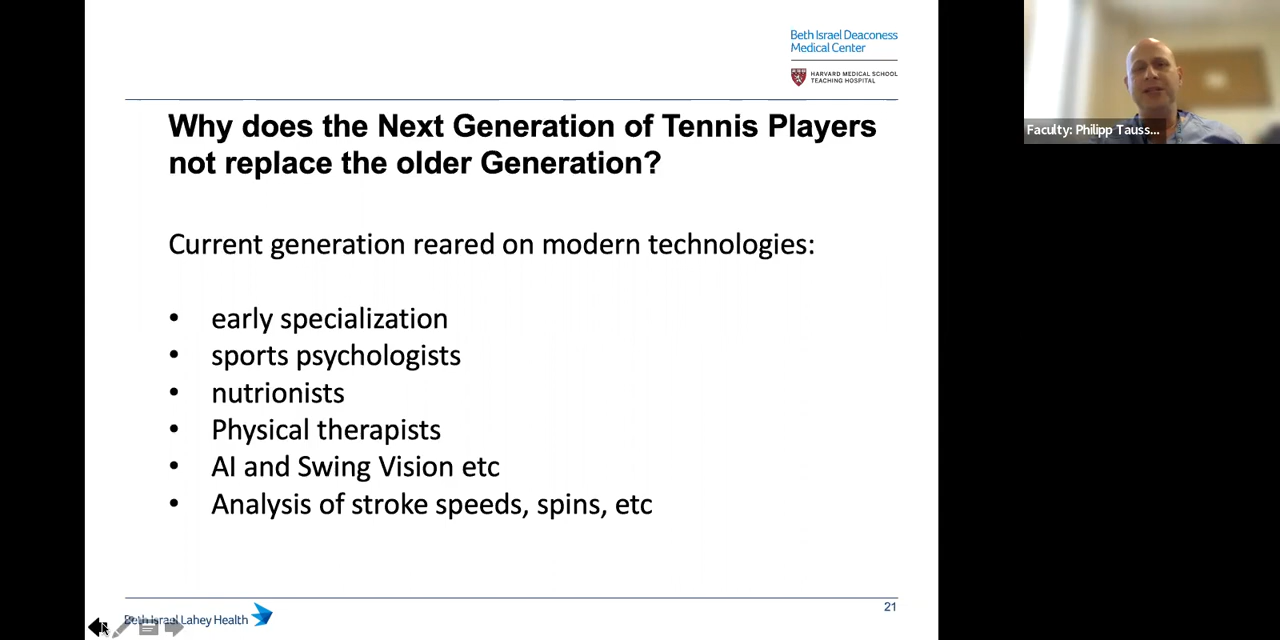 Beth Israel Deaconess
Medical Center
HARVARD MEDICAL SCHOOL
TEACHING HOSPITAL
Why does the Next Generation of Tennis Players
not replace the older Generation?
Current generation reared on modern technologies:
• early specialization
• sports psychologists
• nutrionists
• Physical therapists
• AI and Swing Vision etc
• Analysis of stroke speeds, spins, etc
Beth Israel Lahey Health
21
Faculty: Philipp Tauss...